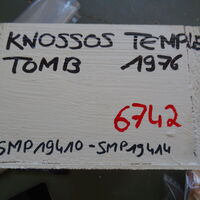 KNOSSOS TEMPLE
TOMB 1976
6742
SMP19410-SMP19414